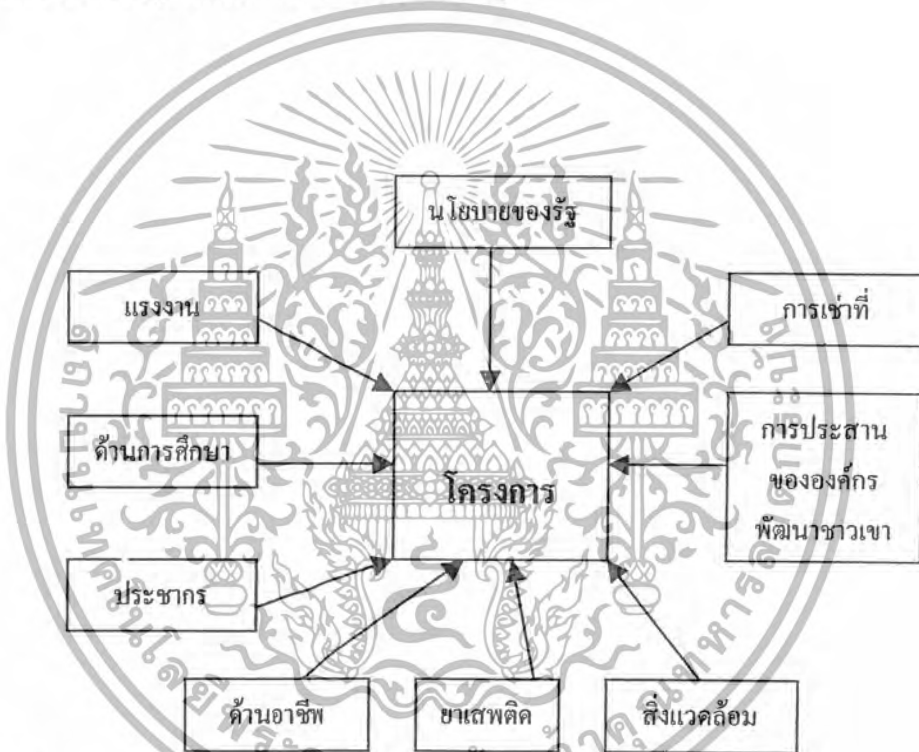 นโยบายของรัฐ
แรงงาน
การเช่าที่
ด้านการศึกษา
โครงการ
การประสาน
ขององค์กร
พัฒนาชาวเขา
ประชากร
ด้านอาชีพ
ยาเสพติด
สิ่งแวดล้อม